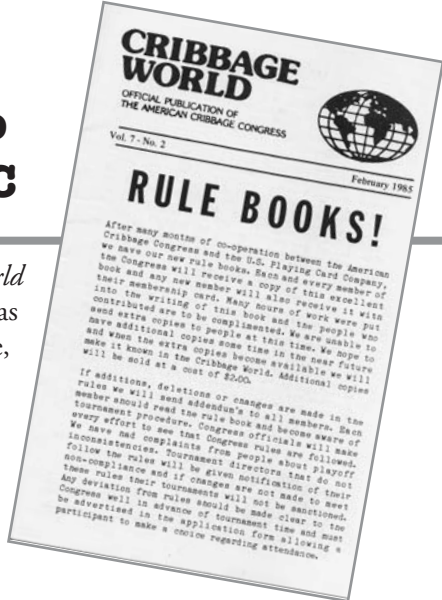 CRIBBAGE
WORLD
OFFICIAL PUBLICATION OF
THE AMERICAN CRIBBAGE CONGRESS
Vol. 7 - No. 2
February 1985
RULE BOOKS!
After many months of co-operation between the American
Cribbage Congress and the U.S. Playing Card Company,
we have our new rule books. Each and every member of
the Congress will receive a copy of this excellent
book and any new member will also receive it with
their membership card. Many hours of work were put
into the writing of this book and the people who
contributed are to be complimented. We are unable to
send extra copies to people at this time. We hope to
have additional copies some time in the near future
and when the extra copies become available we will
make it known in the Cribbage World. Additional copies
will be sold at a cost of $2.00.
If additions, deletions or changes are made in the
rules we will send addendum's to all members. Each
member should read the rule book and become aware of
tournament procedure. Congress officials will make
every effort to see that Congress rules are followed.
We have had complaints from people about playoff
inconsistencies. Tournament directors that do not
follow the rules will be given notification of their
non-compliance and if changes are not made to meet
these rules their tournaments will not be sanctioned.
Any deviation from rules should be made clear to the
Congress well in advance of tournament time and must
be advertised in the application form allowing a
participant to make a choice regarding attendance.